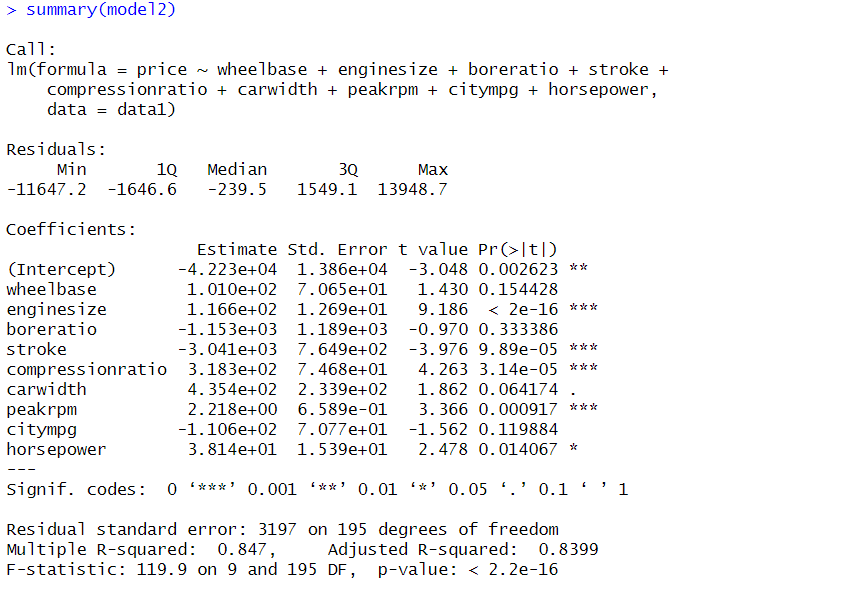 > summary(model2)

Call:
lm(formula = price ~ wheelbase + enginesize + boreratio + stroke +
    compressionratio + carwidth + peakrpm + citympg + horsepower,
    data = data1)

Residuals:
     Min       1Q   Median       3Q      Max
-11647.2  -1646.6   -239.5   1549.1  13948.7

Coefficients:
                   Estimate Std. Error t value Pr(>|t|)
(Intercept)      -4.223e+04  1.386e+04  -3.048 0.002623 **
wheelbase         1.010e+02  7.065e+01   1.430 0.154428
enginesize        1.166e+02  1.269e+01   9.186  < 2e-16 ***
boreratio        -1.153e+03  1.189e+03  -0.970 0.333386
stroke           -3.041e+03  7.649e+02  -3.976 9.89e-05 ***
compressionratio  3.183e+02  7.468e+01   4.263 3.14e-05 ***
carwidth          4.354e+02  2.339e+02   1.862 0.064174 .
peakrpm           2.218e+00  6.589e-01   3.366 0.000917 ***
citympg          -1.106e+02  7.077e+01  -1.562 0.119884
horsepower        3.814e+01  1.539e+01   2.478 0.014067 *
---
Signif. codes:  0 ‘***’ 0.001 ‘**’ 0.01 ‘*’ 0.05 ‘.’ 0.1 ‘ ’ 1

Residual standard error: 3197 on 195 degrees of freedom
Multiple R-squared:  0.847,     Adjusted R-squared:  0.8399
F-statistic: 119.9 on 9 and 195 DF,  p-value: < 2.2e-16